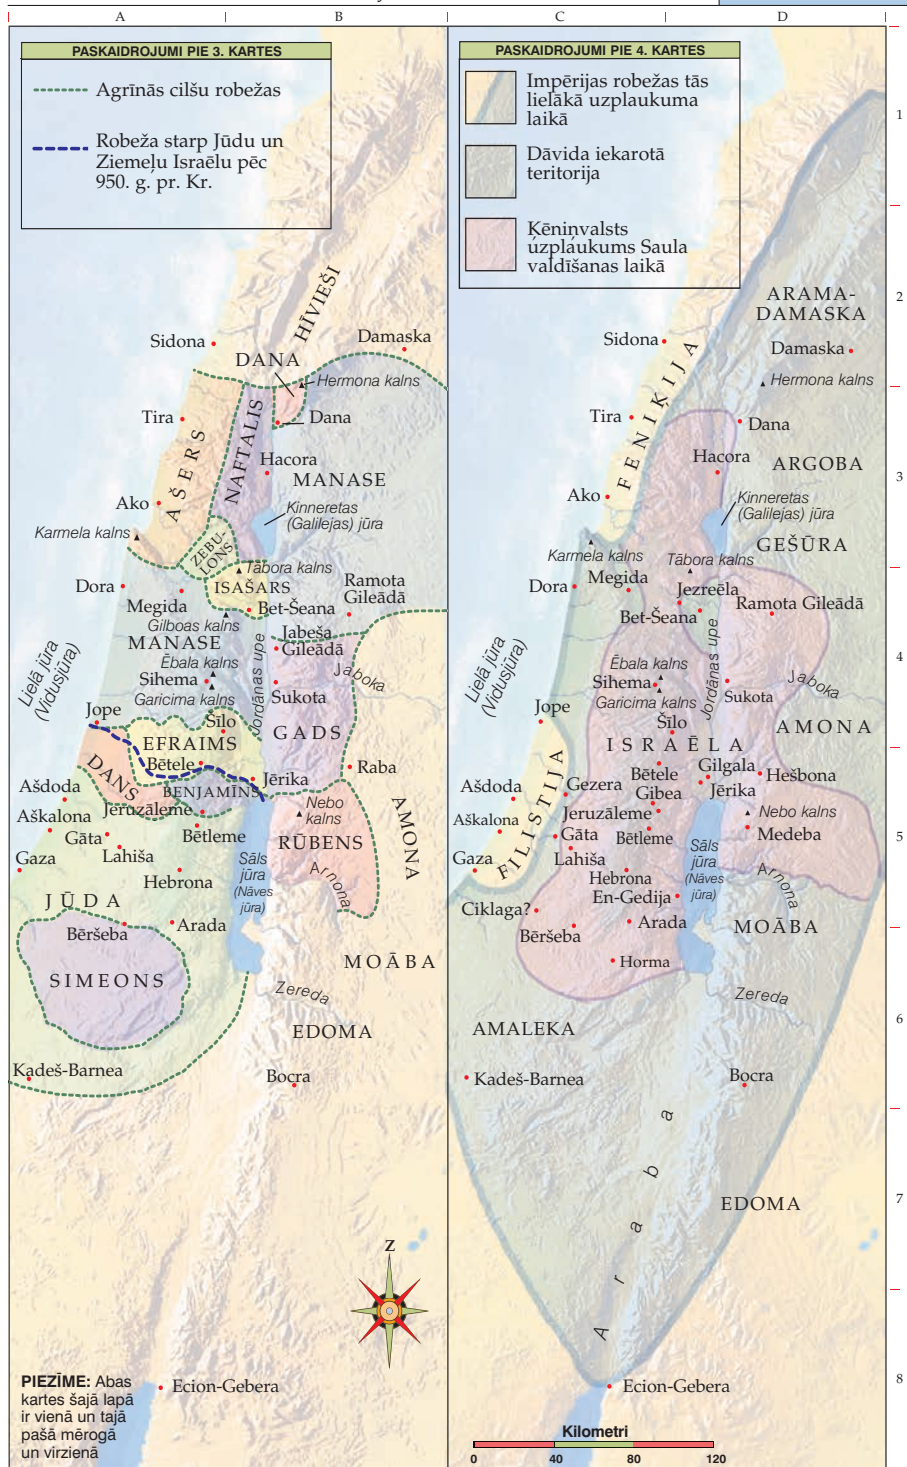 A
B
C
D
PASKAIDROJUMI PIE 3. KARTES
Agrīnās cilšu robežas
Robeža starp Jūdu un
Ziemeļu Israēlu pēc
950. g. pr. Kr.
HĪVIEŠI
Sidona
Damaska
DANA
Hermona kalns
Tira
AŠERS
NAFTALIS
Dana
Hacora
MANASE
Ako
Kinneretas
(Galilejas) jūra
Karmela kalns
ZEBU-
LONS
Tābora kalns
ISAŠARS
Dora
Megida
Bet-Šeana
Ramota
Gileādā
Gilboas kalns
MANASE
Jabeša
Gileādā
Ēbala kalns
Sihema
Garicima kalns
Jordānas upe
Sukota
Jaboka
Lielā jūra
(Vidusjūra)
Jope
Šīlo
EFRAIMS
GADS
Bētele
Jērika
Raba
DANS
BENJAMĪNS
Ašdoda
Jeruzāleme
Nebo
kalns
AMONA
Aškalona
Gāta
Bētleme
RŪBENS
Lahiša
Gaza
Sāls
jūra
(Nāves
jūra)
Arnona
Hebrona
JŪDA
Bēršeba
Arada
SIMEONS
MOĀBA
Zereda
EDOMA
Kadeš-Barnea
Bocra
Z
PIEZĪME: Abas
kartes šajā lapā
ir vienā un tajā
pašā mērogā
un virzienā
Ecion-Gebera
PASKAIDROJUMI PIE 4. KARTES
Impērijas robežas tās
lielākā uzplaukuma
laikā
Dāvida iekarotā
teritorija
Ķēniņvalsts
uzplaukums Saula
valdīšanas laikā
ARAMA-
DAMASKA
Sidona
Damaska
FENIĶIJA
Hermona kalns
Tira
Dana
Hacora
ARGOBA
Ako
Kinneretas
(Galilejas) jūra
GEŠŪRA
Karmela kalns
Tābora kalns
Dora
Megida
Jezreēla
Bet-Šeana
Ramota Gileādā
Lielā jūra
(Vidusjūra)
Ēbala kalns
Sihema
Garicima kalns
Jordānas upe
Sukota
Jaboka
Jope
Šīlo
AMONA
ISRAĒLA
Bētele
Gilgala
Hešbona
Gezera
Gibea
Jērika
Ašdoda
Jeruzāleme
Nebo kalns
Aškalona
FILISTIJA
Gāta
Bētleme
Medeba
Gaza
Lahiša
Sāls
jūra
(Nāves
jūra)
Hebrona
Arnona
En-Gedija
Ciklaga?
Arada
MOĀBA
Bēršeba
Horma
Zereda
AMALEKA
Kadeš-Barnea
Bocra
Araba
EDOMA
Ecion-Gebera
Kilometri
0
40
80
120
1
2
3
4
5
6
7
8